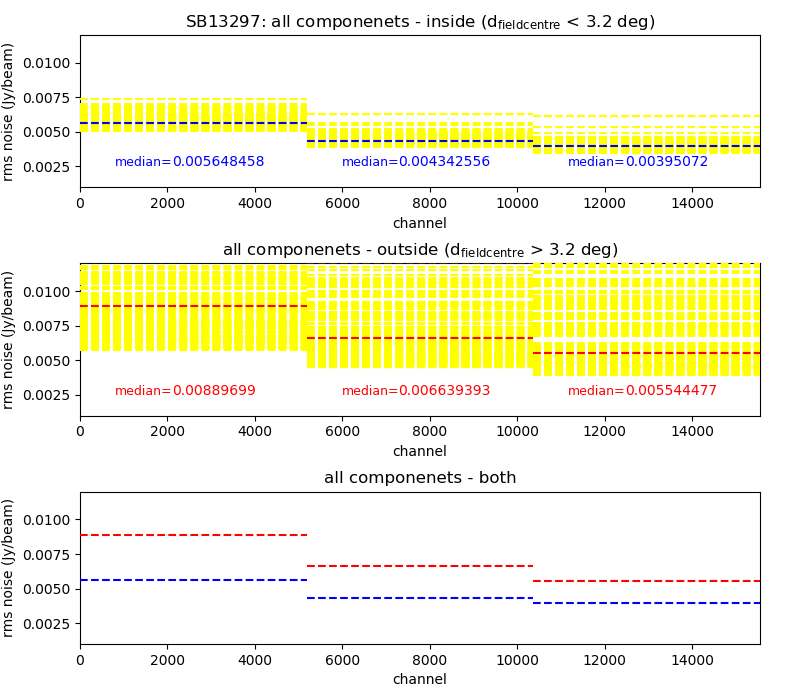 SB13297: all componenets - inside (d_fieldcentre < 3.2 deg)
rms noise (Jy/beam)
0.0100
0.0075
0.0050
0.0025
median=0.005648458 median=0.004342556 median=0.00395072
0 2000 4000 6000 8000 10000 12000 14000
channel
all componenets - outside (d_fieldcentre > 3.2 deg)
rms noise (Jy/beam)
0.0100
0.0075
0.0050
0.0025
median=0.00889699 median=0.006639393 median=0.005544477
0 2000 4000 6000 8000 10000 12000 14000
channel
all componenets - both
rms noise (Jy/beam)
0.0100
0.0075
0.0050
0.0025
0 2000 4000 6000 8000 10000 12000 14000
channel